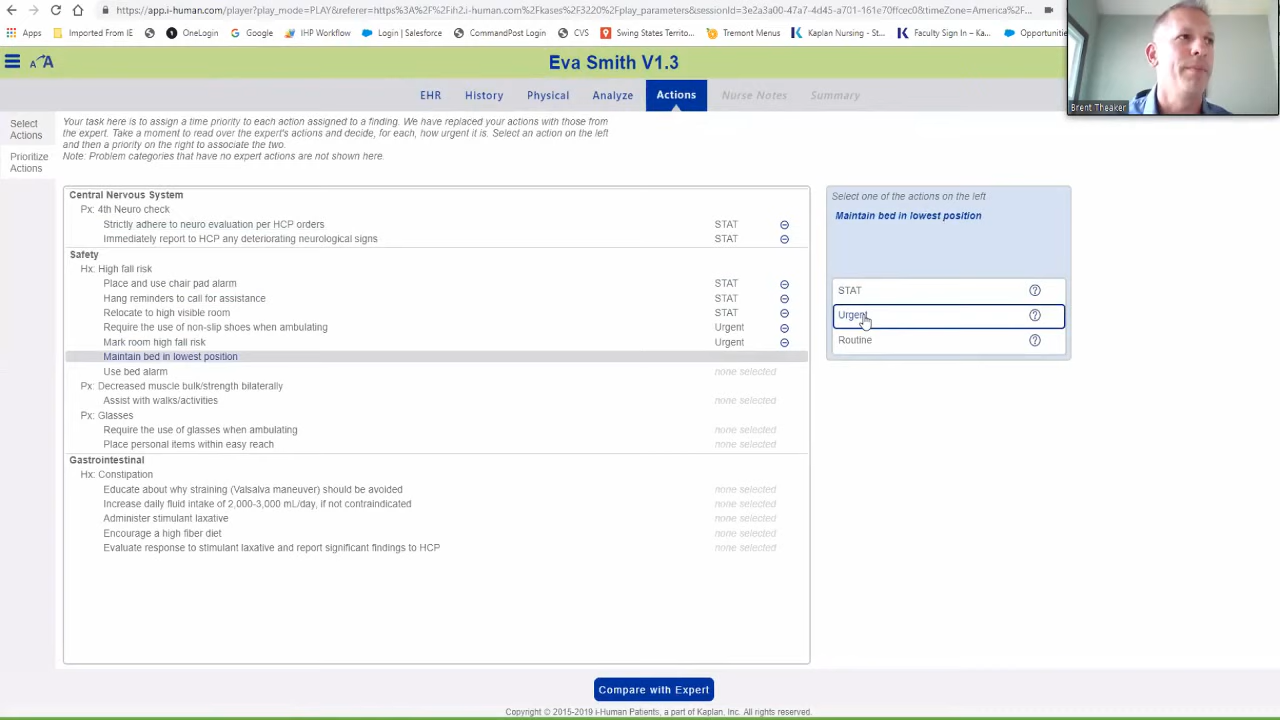 https://app.i-human.com/player?play_mode=PLAY&referer=https%3A%2F%2Fih2.i-human.com%2Fkases%2F3220%2Fplay_parameters&sessionId=3e2a3a00-47a7-4d45-a701-161e70ffcec0&timeZone=America%2F...
Apps Imported From IE OneLogin Google IHP Workflow Login | Salesforce CommandPost Login CVS Swing States Territo... Tremont Menus Kaplan Nursing - K... Faculty Sign In – Ka... Opportunities
Brent Theaker
AA Eva Smith V1.3
EHR History Physical Analyze Actions Nurse Notes Summary
Select Actions
Prioritize Actions
Your task here is to assign a time priority to each action assigned to a finding. We have replaced your actions with those from
the expert. Take a moment to read over the expert's actions and decide, for each, how urgent it is. Select an action on the left
and then a priority on the right to associate the two.
Note: Problem categories that have no expert actions are not shown here.
Central Nervous System
Px: 4th Neuro check
Strictly adhere to neuro evaluation per HCP orders STAT
Immediately report to HCP any deteriorating neurological signs STAT
Safety
Hx: High fall risk
Place and use chair pad alarm STAT
Hang reminders to call for assistance STAT
Relocate to high visible room STAT
Require the use of non-slip shoes when ambulating Urgent
Mark room high fall risk Urgent
Maintain bed in lowest position
Use bed alarm none selected
Px: Decreased muscle bulk/strength bilaterally
Assist with walks/activities none selected
Px: Glasses
Require the use of glasses when ambulating none selected
Place personal items within easy reach none selected
Gastrointestinal
Hx: Constipation
Educate about why straining (Valsalva maneuver) should be avoided none selected
Increase daily fluid intake of 2,000-3,000 mL/day, if not contraindicated none selected
Administer stimulant laxative none selected
Encourage a high fiber diet none selected
Evaluate response to stimulant laxative and report significant findings to HCP none selected
Select one of the actions on the left
Maintain bed in lowest position
STAT ?
Urgent ?
Routine ?
Compare with Expert
Copyright © 2015-2019 i-Human Patients, a part of Kaplan, Inc. All rights reserved.